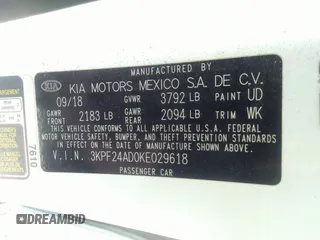 MANUFACTURED BY
KIA KIA MOTORS MEXICO S.A. DE C.V.
09/18 GVWR 3792 LB PAINT UD
GAWR FRONT 2183 LB GAWR REAR 2094 LB TRIM WK
THIS VEHICLE CONFORMS TO ALL APPLICABLE FEDERAL
MOTOR VEHICLE SAFETY, BUMPER, AND THEFT PREVENTION
STANDARDS IN EFFECT ON THE DATE OF MANUFACTURE SHOWN ABOVE.
V.I.N. 3KPF24AD0KE029618
PASSENGER CAR
7610
DREAMBID